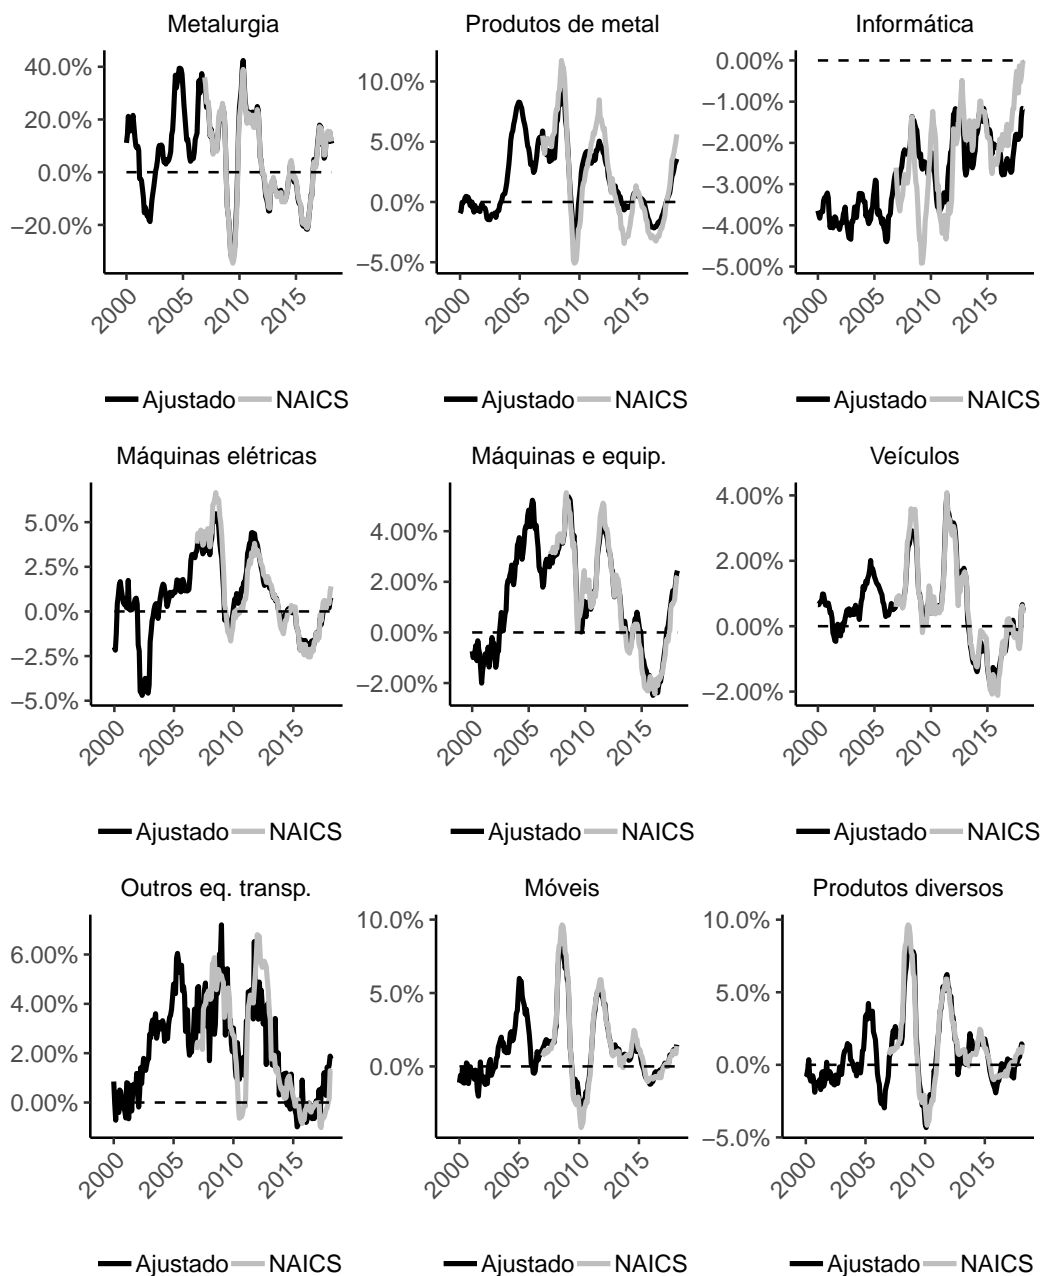 Metalurgia
40.0%
20.0%
0.0%
−20.0%
2000 2005 2010 2015
Ajustado NAICS
Produtos de metal
10.0%
5.0%
0.0%
−5.0%
2000 2005 2010 2015
Ajustado NAICS
Informática
0.00%
−1.00%
−2.00%
−3.00%
−4.00%
−5.00%
2000 2005 2010 2015
Ajustado NAICS
Máquinas elétricas
5.0%
2.5%
0.0%
−2.5%
−5.0%
2000 2005 2010 2015
Ajustado NAICS
Máquinas e equip.
4.00%
2.00%
0.00%
−2.00%
2000 2005 2010 2015
Ajustado NAICS
Veículos
4.00%
2.00%
0.00%
−2.00%
2000 2005 2010 2015
Ajustado NAICS
Outros eq. transp.
6.00%
4.00%
2.00%
0.00%
2000 2005 2010 2015
Ajustado NAICS
Móveis
10.0%
5.0%
0.0%
2000 2005 2010 2015
Ajustado NAICS
Produtos diversos
10.0%
5.0%
0.0%
−5.0%
2000 2005 2010 2015
Ajustado NAICS